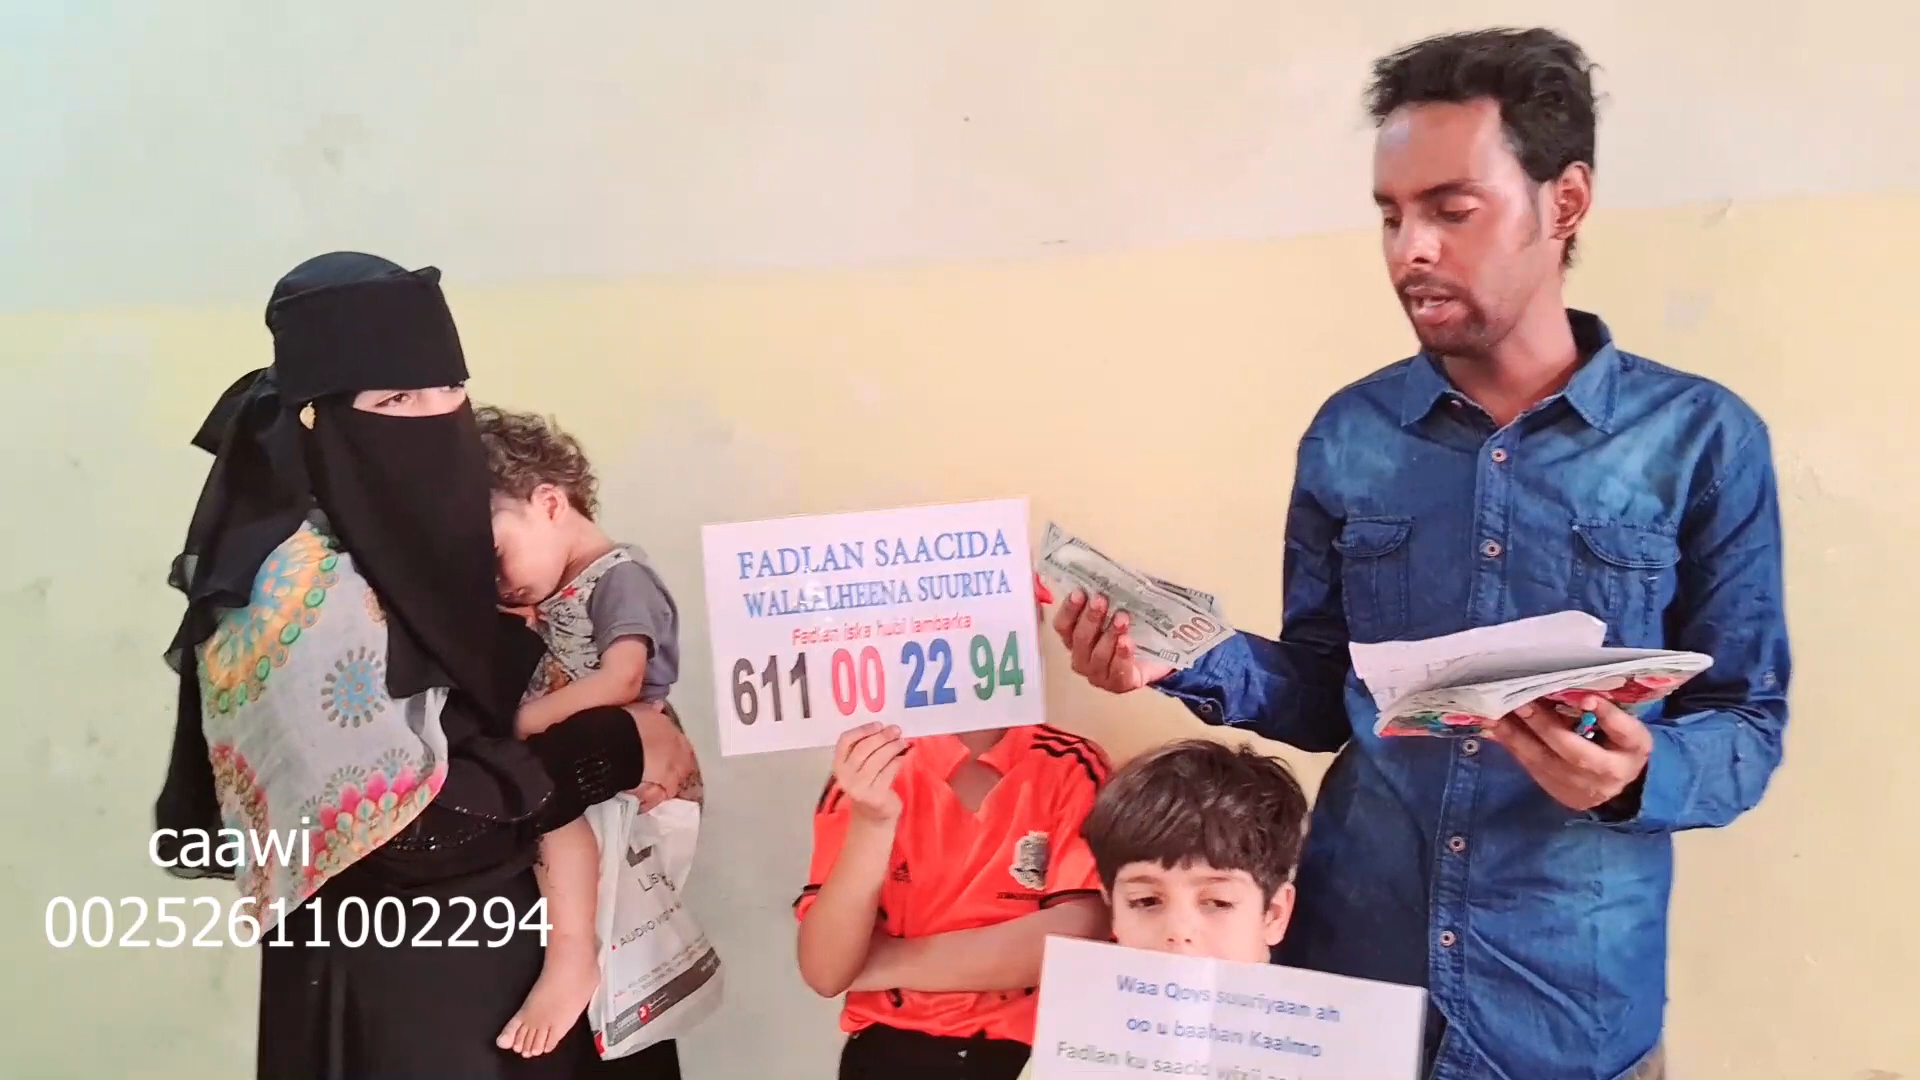 FADLAN SAACIDA
WALAALHEENA SUURIYA
Fadlan iska hubi lambarka
611 00 22 94
100
caawi
00252611002294
AUDIO
Waa Qoys suuriyaan ah
oo u baahan Kaalmo
Fadlan ku saacid